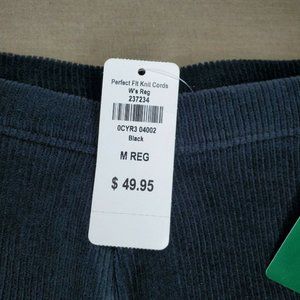 Perfect Fit Knit Cords
W's Reg
237234
0CYR3 04002
Black
M REG
$ 49.95